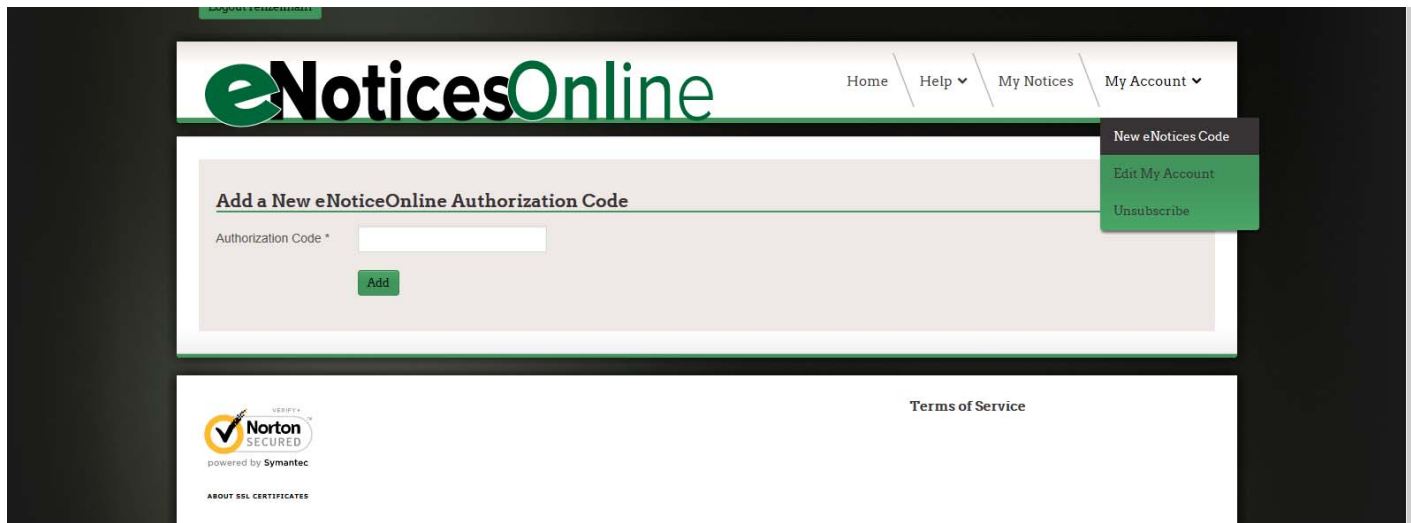 eNoticesOnline
Home
Help
My Notices
My Account
New eNotices Code
Edit My Account
Unsubscribe
Add a New eNoticeOnline Authorization Code
Authorization Code *
Add
VERIFY
Norton
SECURED
TM
powered by Symantec
ABOUT SSL CERTIFICATES
Terms of Service